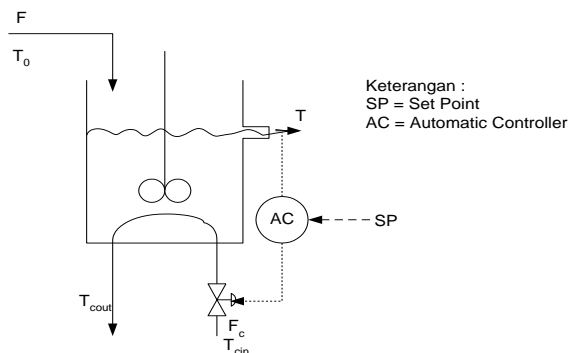 F
T0
Keterangan :
SP = Set Point
AC = Automatic Controller
T
AC
SP
Tcout
Fc
Tcin